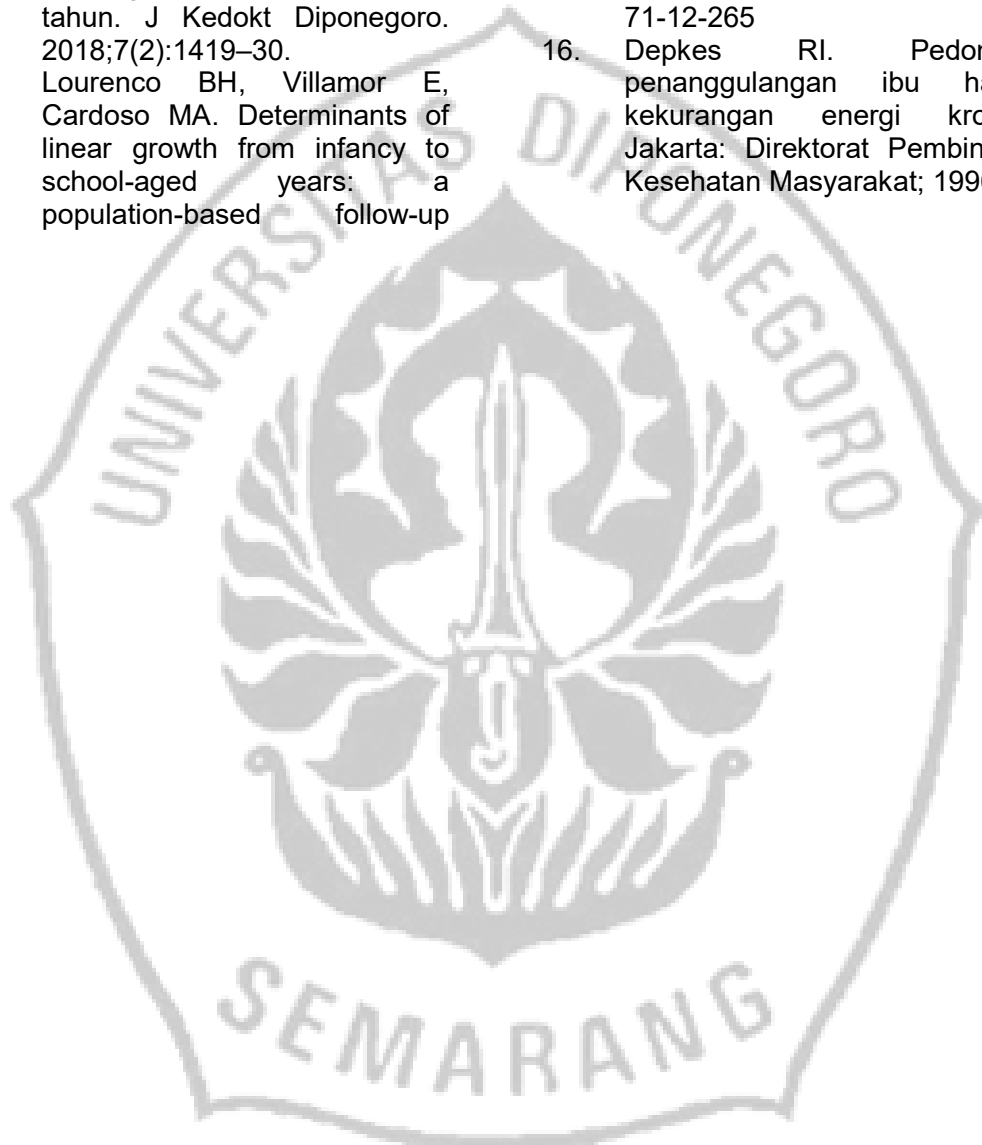 tahun. J Kedokt Diponegoro.
2018;7(2):1419–30.
Lourenco BH, Villamor E,
Cardoso MA. Determinants of
linear growth from infancy to
school-aged years: a
population-based follow-up
71-12-265
16. Depkes RI.
penanggulangan ibu
kekurangan energi
Jakarta: Direktorat
Kesehatan Masyarakat;
UNIVERSITAS DIPONEGORO
SEMARANG